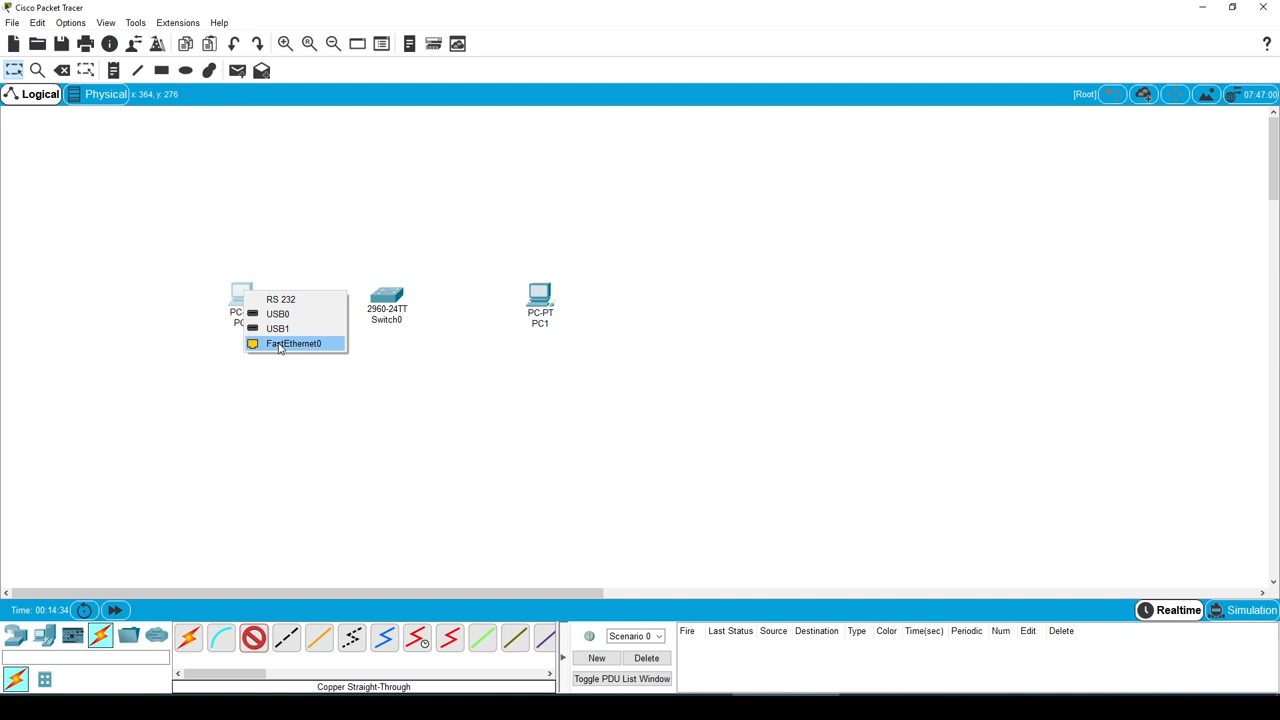 Cisco Packet Tracer
File Edit Options View Tools Extensions Help
Logical Physical x: 364, y: 276 [Root] 07:47:00
RS 232
USB0
USB1
FastEthernet0
2960-24TT
Switch0
PC-PT
PC1
Time: 00:14:34 Realtime Simulation
Scenario 0
New Delete
Toggle PDU List Window
Fire Last Status Source Destination Type Color Time(sec) Periodic Num Edit Delete
Copper Straight-Through